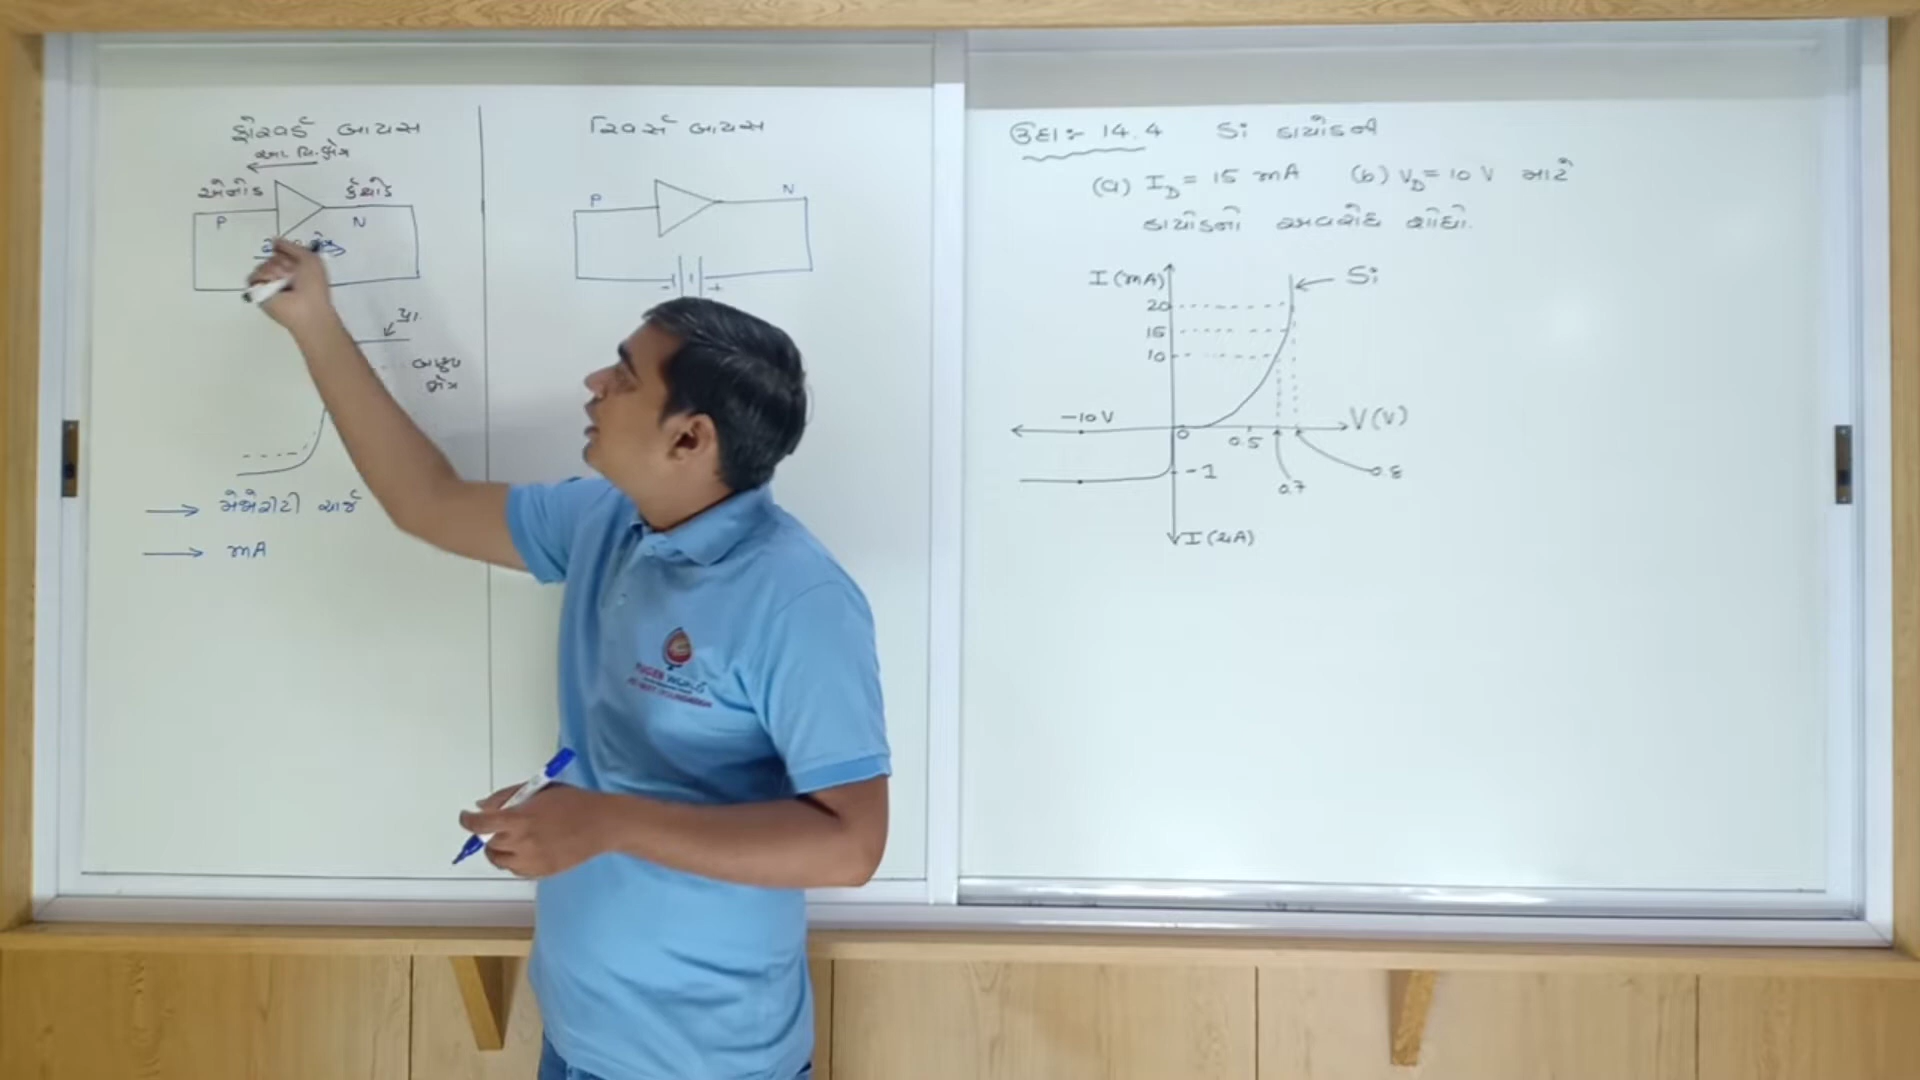 ફોરવર્ડ બાયસ
આં. વિ.ક્ષેત્ર
એનોડ
કેથોડ
P
N
બાહ્ય
ક્ષેત્ર
→ મેજોરીટી ચાર્જ
→ mA
રિવર્સ બાયસ
P
N
- +
ઉદા:- 14.4 Si ડાયોડની
(a) I_D = 15 mA (b) V_D = 10 V માટે
ડાયોડનો અવરોધ શોધો.
I (mA)
Si
20
15
10
-10 V
0
0.5
V(V)
-1
0.7
0.8
I (μA)